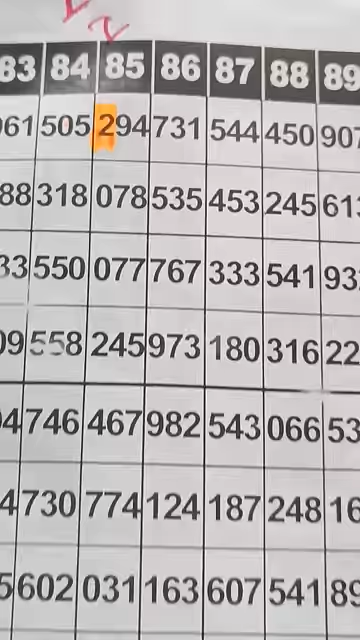 83 84 85 86 87 88 89
061 505 294 731 544 450 907
88 318 078 535 453 245 61
33 550 077 767 333 541 93
09 558 245 973 180 316 22
4 746 467 982 543 066 53
4 730 774 124 187 248 16
5 602 031 163 607 541 89